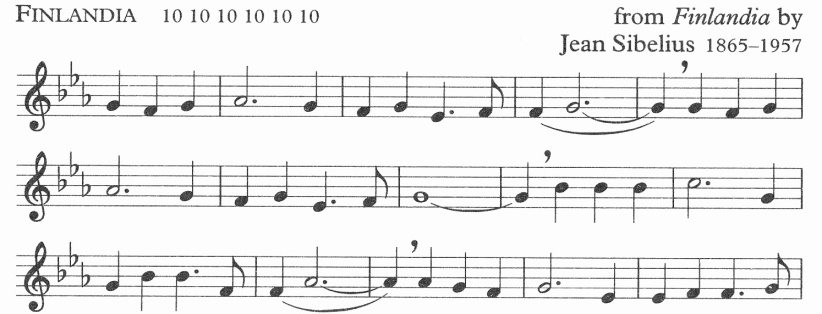 FINLANDIA 10 10 10 10 10 10
from Finlandia by
Jean Sibelius 1865–1957